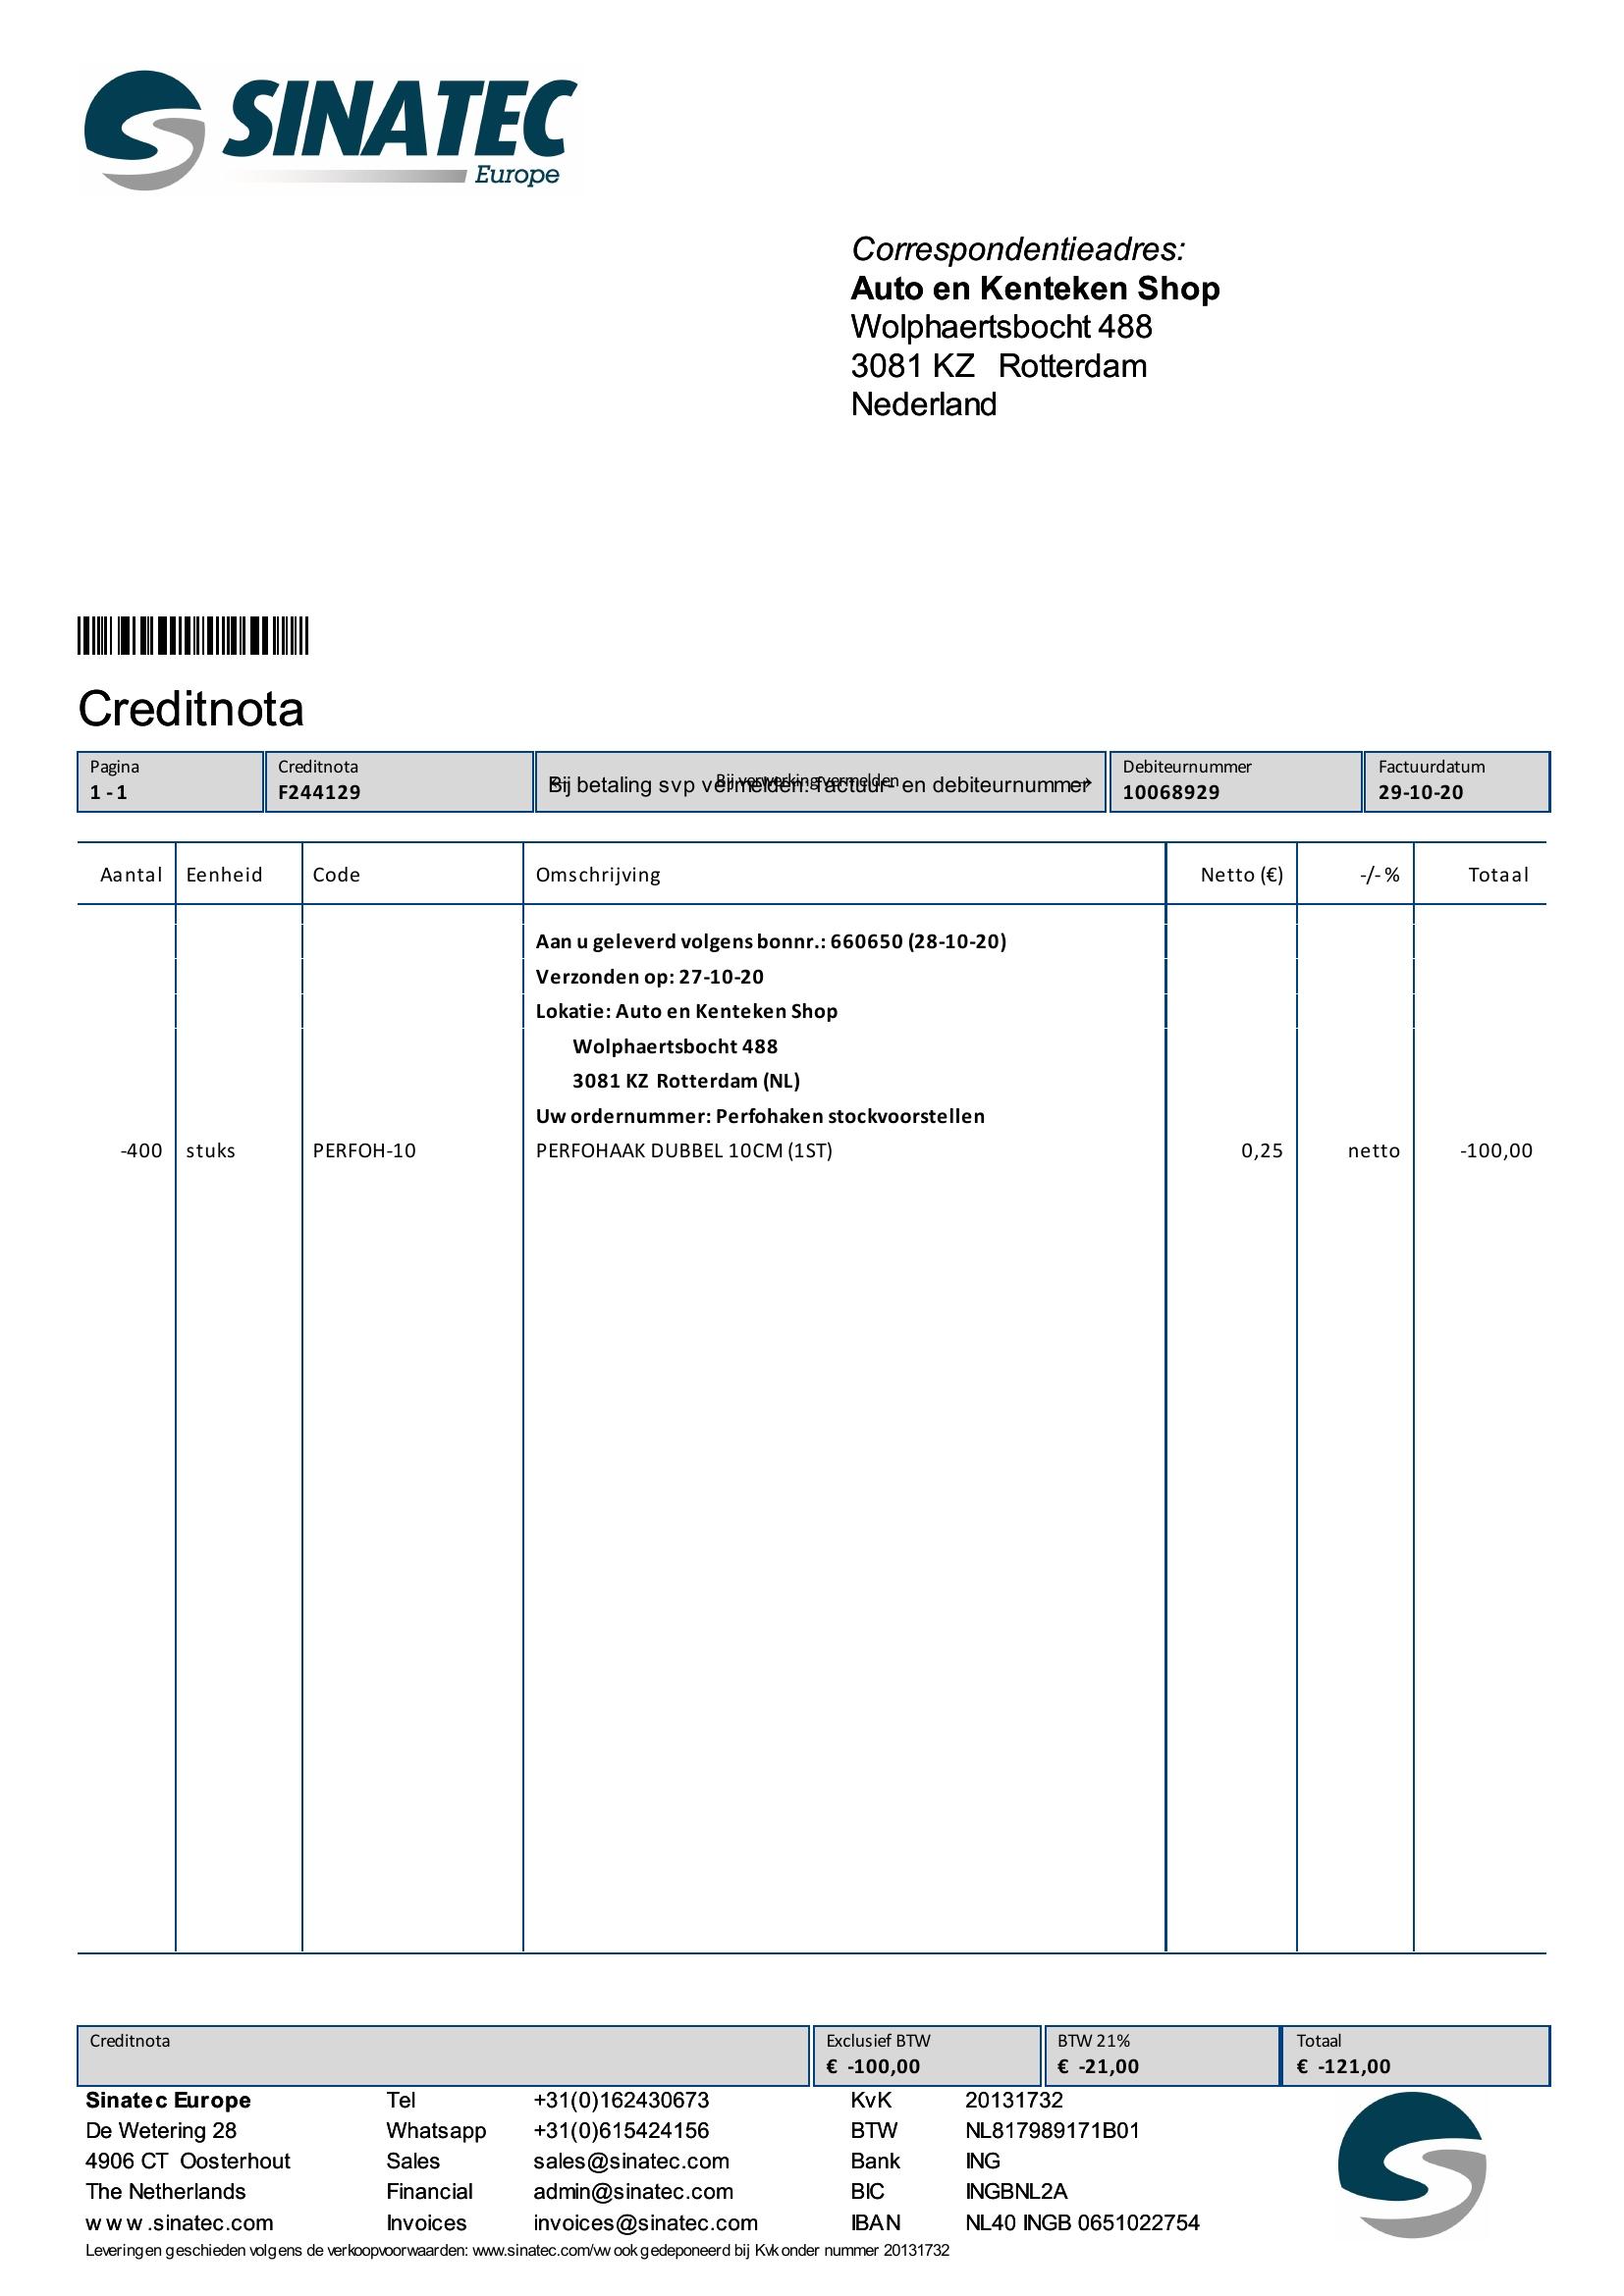 SINATEC
Europe
Correspondentieadres:
Auto en Kenteken Shop
Wolphaertsbocht 488
3081 KZ Rotterdam
Nederland
Creditnota
Pagina
1 - 1
Creditnota
F244129
Bij betaling svp vermelden: factuur- en debiteurnummer
Bij verwerking vermelden →
Debiteurnummer
10068929
Factuurdatum
29-10-20
Aantal Eenheid Code Omschrijving Netto (€) -/- % Totaal
Aan u geleverd volgens bonnr.: 660650 (28-10-20)
Verzonden op: 27-10-20
Lokatie: Auto en Kenteken Shop
Wolphaertsbocht 488
3081 KZ Rotterdam (NL)
Uw ordernummer: Perfohaken stockvoorstellen
-400 stuks PERFOH-10 PERFOHAAK DUBBEL 10CM (1ST) 0,25 netto -100,00
Creditnota
Exclusief BTW
€ -100,00
BTW 21%
€ -21,00
Totaal
€ -121,00
Sinatec Europe Tel +31(0)162430673 KvK 20131732
De Wetering 28 Whatsapp +31(0)615424156 BTW NL817989171B01
4906 CT Oosterhout Sales sales@sinatec.com Bank ING
The Netherlands Financial admin@sinatec.com BIC INGBNL2A
www.sinatec.com Invoices invoices@sinatec.com IBAN NL40 INGB 0651022754
Leveringen geschieden volgens de verkoopvoorwaarden: www.sinatec.com/vv ook gedeponeerd bij Kvk onder nummer 20131732